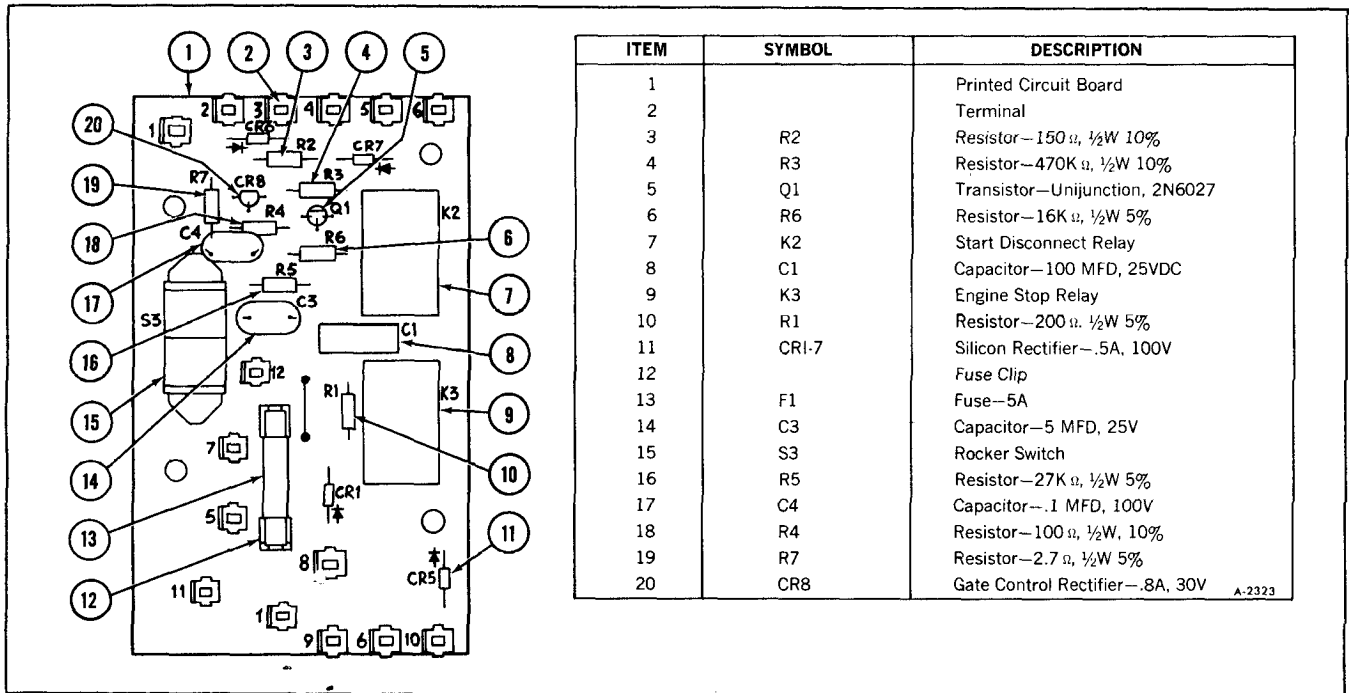 1 2 3 4 5
2 3 4 5 6
1
CR6
R2
CR7
20
19
R7
CR8
R3
Q1
K2
18
C4
R4
R6
6
17
R5
7
S3
C3
C1
16
8
12
15
R1
K3
9
7
14
10
CR1
5
13
11
8
CR5
12
11
1
9 6 10
ITEM SYMBOL DESCRIPTION
1 Printed Circuit Board
2 Terminal
3 R2 Resistor—150 Ω, ½W 10%
4 R3 Resistor—470K Ω, ½W 10%
5 Q1 Transistor—Unijunction, 2N6027
6 R6 Resistor—16K Ω, ½W 5%
7 K2 Start Disconnect Relay
8 C1 Capacitor—100 MFD, 25VDC
9 K3 Engine Stop Relay
10 R1 Resistor—200 Ω. ½W 5%
11 CRI-7 Silicon Rectifier—.5A, 100V
12 Fuse Clip
13 F1 Fuse—5A
14 C3 Capacitor—5 MFD, 25V
15 S3 Rocker Switch
16 R5 Resistor—27K Ω, ½W 5%
17 C4 Capacitor—.1 MFD, 100V
18 R4 Resistor—100 Ω, ½W, 10%
19 R7 Resistor—2.7 Ω, ½W 5%
20 CR8 Gate Control Rectifier—.8A, 30V
A-2323